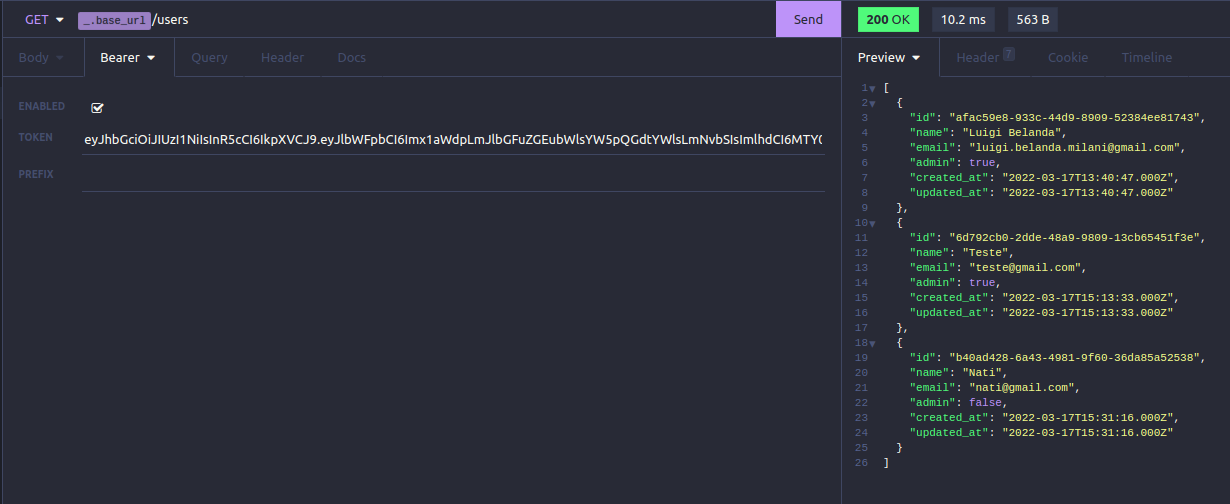 GET _.base_url/users Send 200 OK 10.2 ms 563 B
Body Bearer Query Header Docs Preview Header 7 Cookie Timeline
ENABLED
TOKEN eyJhbGciOiJIUzI1NiIsInR5cCI6IkpXVCJ9.eyJlbWFpbCI6Imx1aWdpLmJlbGFuZGEubWlsYW5pQGdtYWlsLmNvbSIsImlhdCI6MTY0
PREFIX
1 [
2 {
3 "id": "afac59e8-933c-44d9-8909-52384ee81743",
4 "name": "Luigi Belanda",
5 "email": "luigi.belanda.milani@gmail.com",
6 "admin": true,
7 "created_at": "2022-03-17T13:40:47.000Z",
8 "updated_at": "2022-03-17T13:40:47.000Z"
9 },
10 {
11 "id": "6d792cb0-2dde-48a9-9809-13cb65451f3e",
12 "name": "Teste",
13 "email": "teste@gmail.com",
14 "admin": true,
15 "created_at": "2022-03-17T15:13:33.000Z",
16 "updated_at": "2022-03-17T15:13:33.000Z"
17 },
18 {
19 "id": "b40ad428-6a43-4981-9f60-36da85a52538",
20 "name": "Nati",
21 "email": "nati@gmail.com",
22 "admin": false,
23 "created_at": "2022-03-17T15:31:16.000Z",
24 "updated_at": "2022-03-17T15:31:16.000Z"
25 }
26 ]